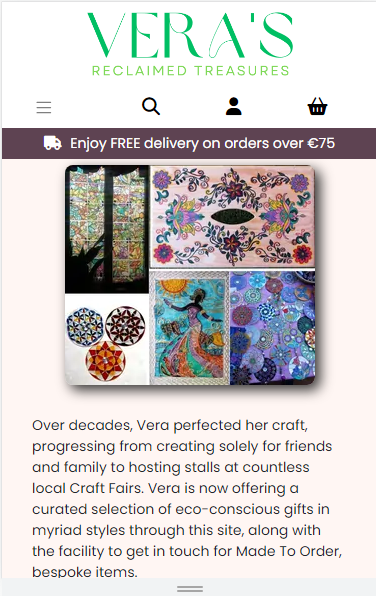 VERA'S
RECLAIMED TREASURES
Enjoy FREE delivery on orders over €75
Over decades, Vera perfected her craft,
progressing from creating solely for friends
and family to hosting stalls at countless
local Craft Fairs. Vera is now offering a
curated selection of eco-conscious gifts in
myriad styles through this site, along with
the facility to get in touch for Made To Order,
bespoke items.